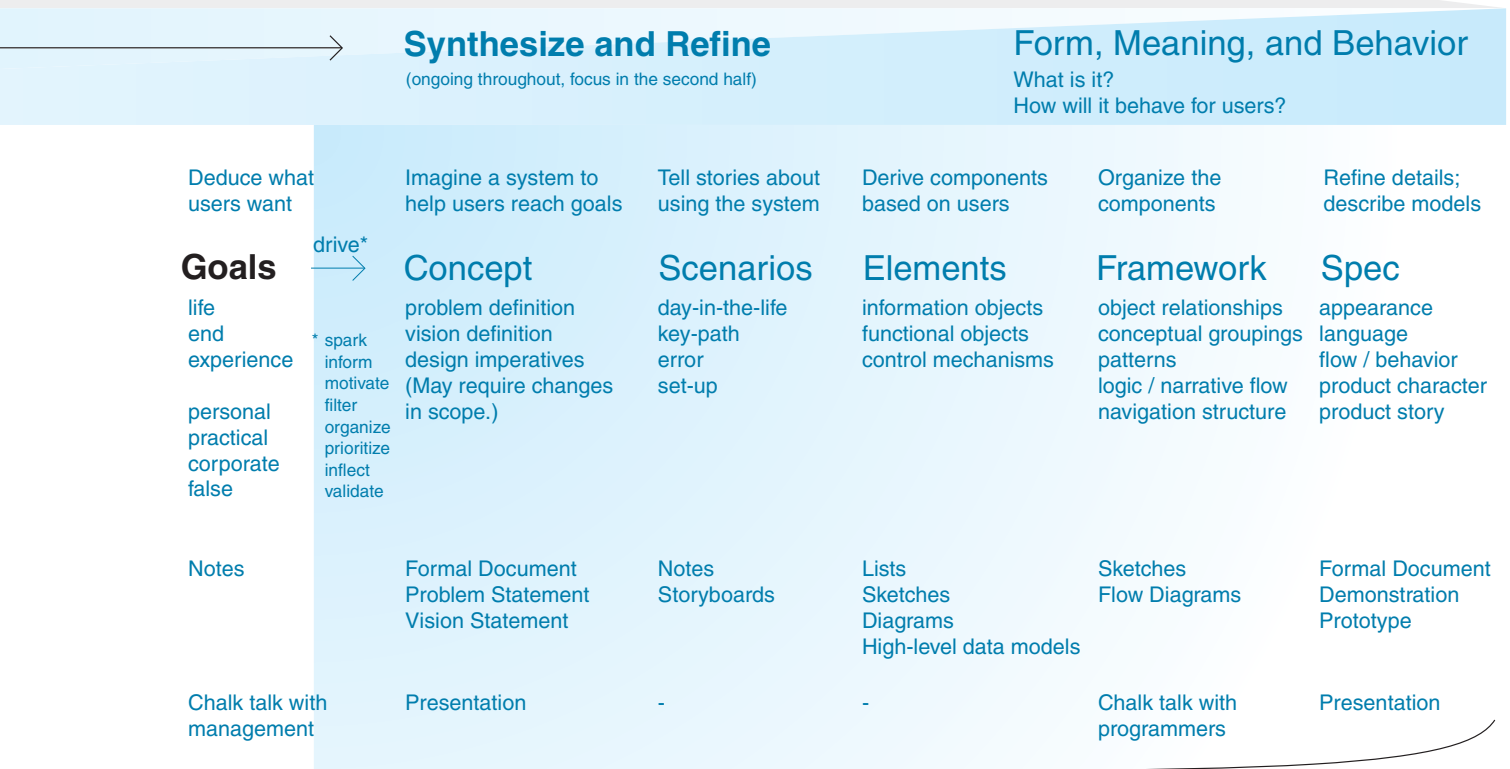 Synthesize and Refine
(ongoing throughout, focus in the second half)
Form, Meaning, and Behavior
What is it?
How will it behave for users?
Deduce what
users want
Goals
life
end
experience
personal
practical
corporate
false
Notes
Chalk talk with
management
drive*
* spark
inform
motivate
filter
organize
prioritize
inflect
validate
Imagine a system to
help users reach goals
Concept
problem definition
vision definition
design imperatives
(May require changes
in scope.)
Formal Document
Problem Statement
Vision Statement
Presentation
Tell stories about
using the system
Scenarios
day-in-the-life
key-path
error
set-up
Notes
Storyboards
-
Derive components
based on users
Elements
information objects
functional objects
control mechanisms
Lists
Sketches
Diagrams
High-level data models
-
Organize the
components
Framework
object relationships
conceptual groupings
patterns
logic / narrative flow
navigation structure
Sketches
Flow Diagrams
Chalk talk with
programmers
Refine details;
describe models
Spec
appearance
language
flow / behavior
product character
product story
Formal Document
Demonstration
Prototype
Presentation